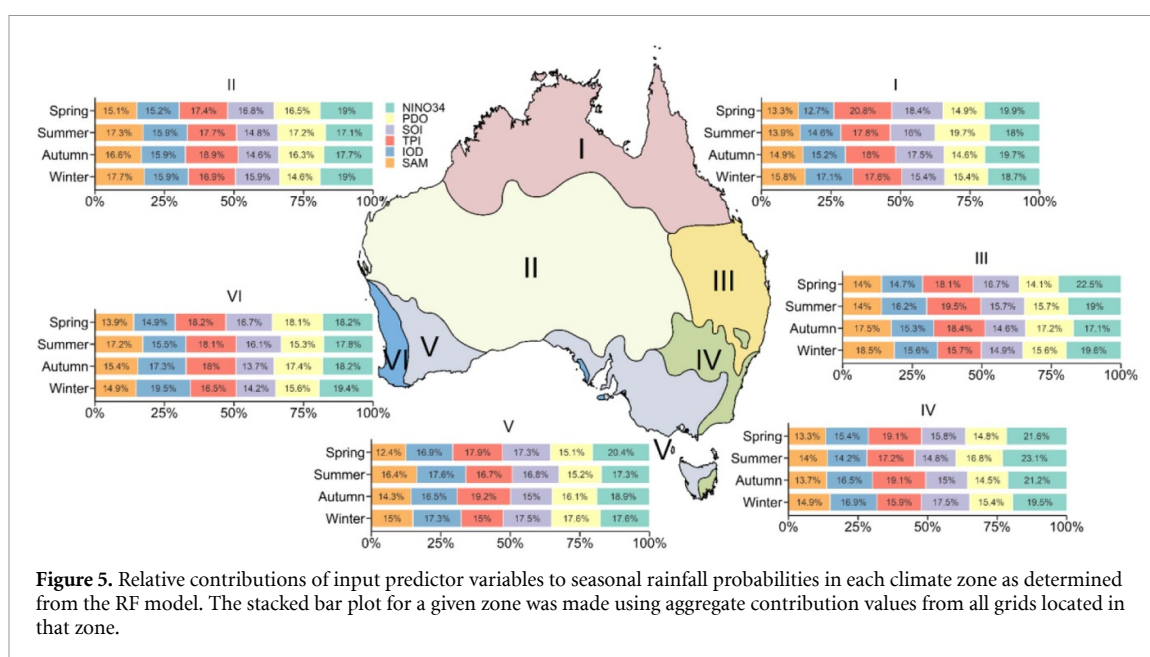 II
Spring 15.1% 15.2% 17.4% 16.8% 16.5% 19%
Summer 17.3% 15.9% 17.7% 14.8% 17.2% 17.1%
Autumn 16.6% 15.9% 18.9% 14.6% 16.3% 17.7%
Winter 17.7% 15.9% 16.9% 15.9% 14.6% 19%
0% 25% 50% 75% 100%
NINO34
PDO
SOI
TPI
IOD
SAM
I
Spring 13.3% 12.7% 20.8% 18.4% 14.9% 19.9%
Summer 13.9% 14.6% 17.8% 16% 19.7% 18%
Autumn 14.9% 15.2% 18% 17.5% 14.6% 19.7%
Winter 15.8% 17.1% 17.6% 15.4% 15.4% 18.7%
0% 25% 50% 75% 100%
I
II
III
IV
V
VI
V
III
Spring 14% 14.7% 18.1% 16.7% 14.1% 22.5%
Summer 14% 16.2% 19.5% 15.7% 15.7% 19%
Autumn 17.5% 15.3% 18.4% 14.6% 17.2% 17.1%
Winter 18.5% 15.6% 15.7% 14.9% 15.6% 19.6%
0% 25% 50% 75% 100%
VI
Spring 13.9% 14.9% 18.2% 16.7% 18.1% 18.2%
Summer 17.2% 15.5% 18.1% 16.1% 15.3% 17.8%
Autumn 15.4% 17.3% 18% 13.7% 17.4% 18.2%
Winter 14.9% 19.5% 16.5% 14.2% 15.6% 19.4%
0% 25% 50% 75% 100%
V
Spring 12.4% 16.9% 17.9% 17.3% 15.1% 20.4%
Summer 16.4% 17.6% 16.7% 16.8% 15.2% 17.3%
Autumn 14.3% 16.5% 19.2% 15% 16.1% 18.9%
Winter 15% 17.3% 15% 17.5% 17.6% 17.6%
0% 25% 50% 75% 100%
IV
Spring 13.3% 15.4% 19.1% 15.8% 14.8% 21.6%
Summer 14% 14.2% 17.2% 14.8% 16.8% 23.1%
Autumn 13.7% 16.5% 19.1% 15% 14.5% 21.2%
Winter 14.9% 16.9% 15.9% 17.5% 15.4% 19.5%
0% 25% 50% 75% 100%
Figure 5. Relative contributions of input predictor variables to seasonal rainfall probabilities in each climate zone as determined
from the RF model. The stacked bar plot for a given zone was made using aggregate contribution values from all grids located in
that zone.